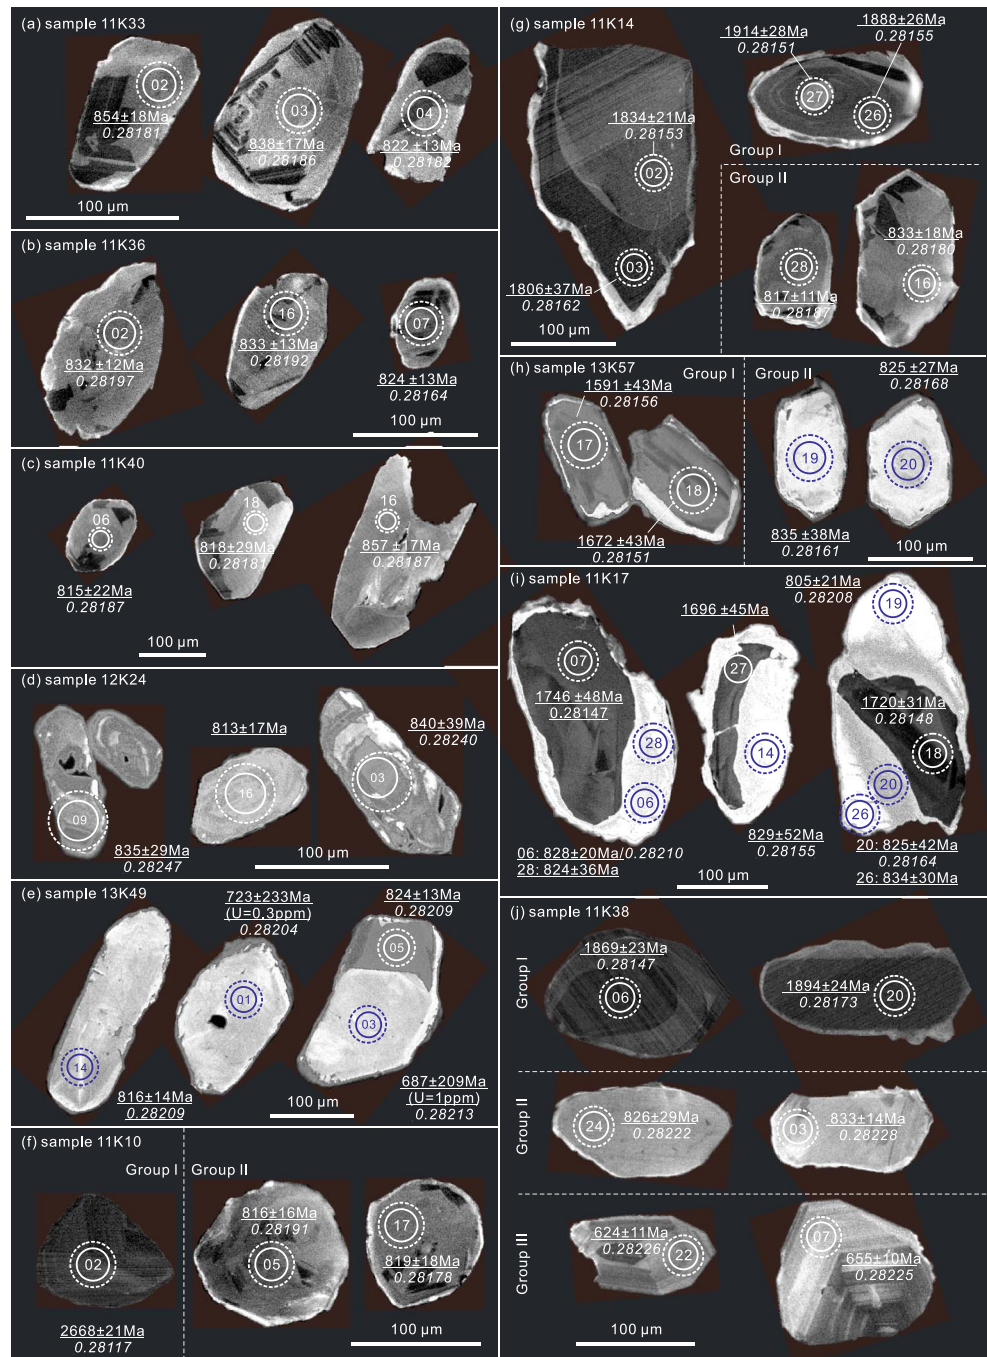 (a) sample 11K33
02
854±18Ma
0.28181
03
838±17Ma
0.28186
04
822±13Ma
0.28182
100 µm
(b) sample 11K36
02
832 ±12Ma
0.28197
16
833 ±13Ma
0.28192
07
824 ±13Ma
0.28164
100 µm
(c) sample 11K40
06
815±22Ma
0.28187
18
818±29Ma
0.28181
16
857 ±17Ma
0.28187
100 µm
(d) sample 12K24
09
835±29Ma
0.28247
813±17Ma
16
840±39Ma
0.28240
03
100 µm
(e) sample 13K49
14
816±14Ma
0.28209
723±233Ma
(U=0.3ppm)
0.28204
01
824±13Ma
0.28209
05
03
687±209Ma
(U=1ppm)
0.28213
100 µm
(f) sample 11K10
Group I
Group II
02
2668±21Ma
0.28117
816±16Ma
0.28191
05
17
819±18Ma
0.28178
100 µm
(g) sample 11K14
1834±21Ma
0.28153
02
03
1806±37Ma
0.28162
100 µm
1914±28Ma
0.28151
1888±26Ma
0.28155
27
26
Group I
Group II
28
817±11Ma
0.28187
833±18Ma
0.28180
16
(h) sample 13K57
Group I
Group II
1591 ±43Ma
0.28156
17
18
1672 ±43Ma
0.28151
19
835 ±38Ma
0.28161
825 ±27Ma
0.28168
20
100 µm
(i) sample 11K17
07
1746 ±48Ma
0.28147
28
06
06: 828±20Ma/0.28210
28: 824±36Ma
1696 ±45Ma
27
14
829±52Ma
0.28155
100 µm
805±21Ma
0.28208
19
1720±31Ma
0.28148
18
20
26
20: 825±42Ma
0.28164
26: 834±30Ma
(j) sample 11K38
Group I
1869±23Ma
0.28147
06
1894±24Ma
0.28173
20
Group II
24
826±29Ma
0.28222
03
833±14Ma
0.28228
Group III
624±11Ma
0.28226
22
07
655±10Ma
0.28225
100 µm